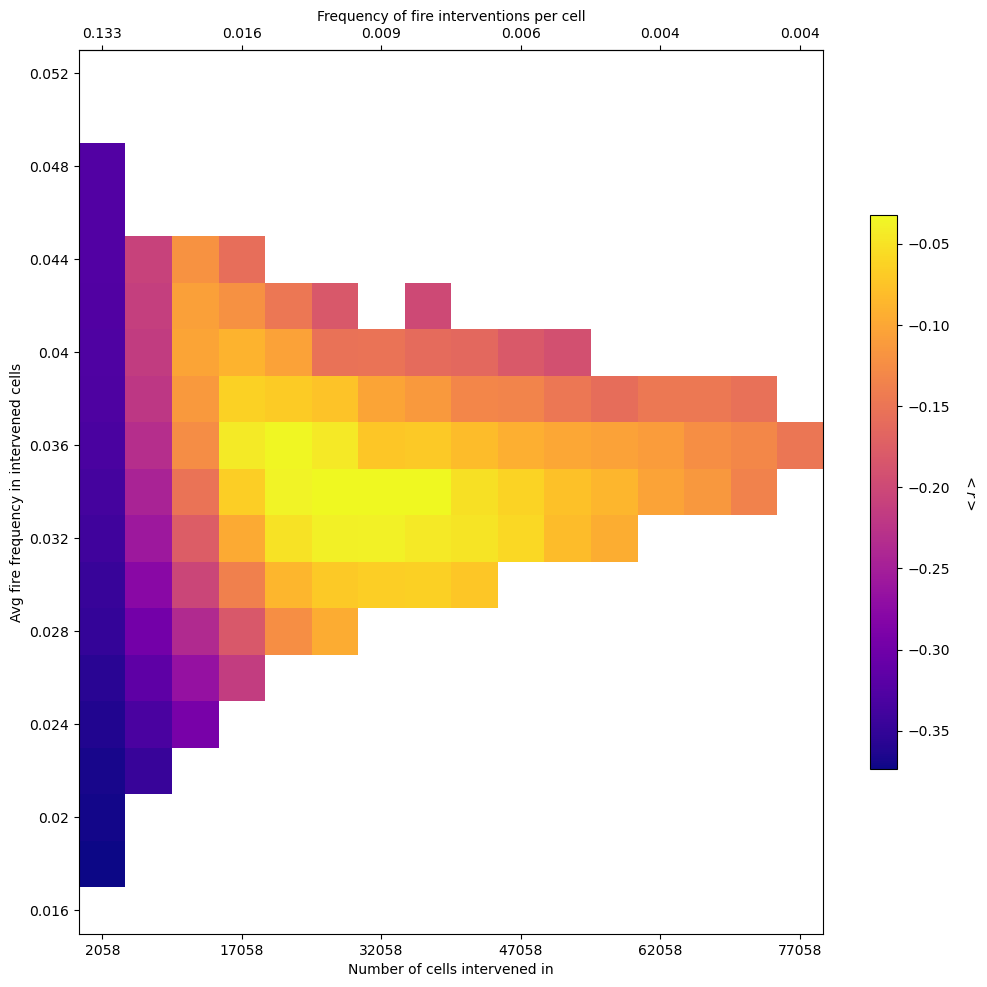 Frequency of fire interventions per cell
0.133 0.016 0.009 0.006 0.004 0.004
0.052
0.048
0.044
0.04
0.036
0.032
0.028
0.024
0.02
0.016
Avg fire frequency in intervened cells
2058 17058 32058 47058 62058 77058
Number of cells intervened in
−0.05
−0.10
−0.15
−0.20
−0.25
−0.30
−0.35
< r >